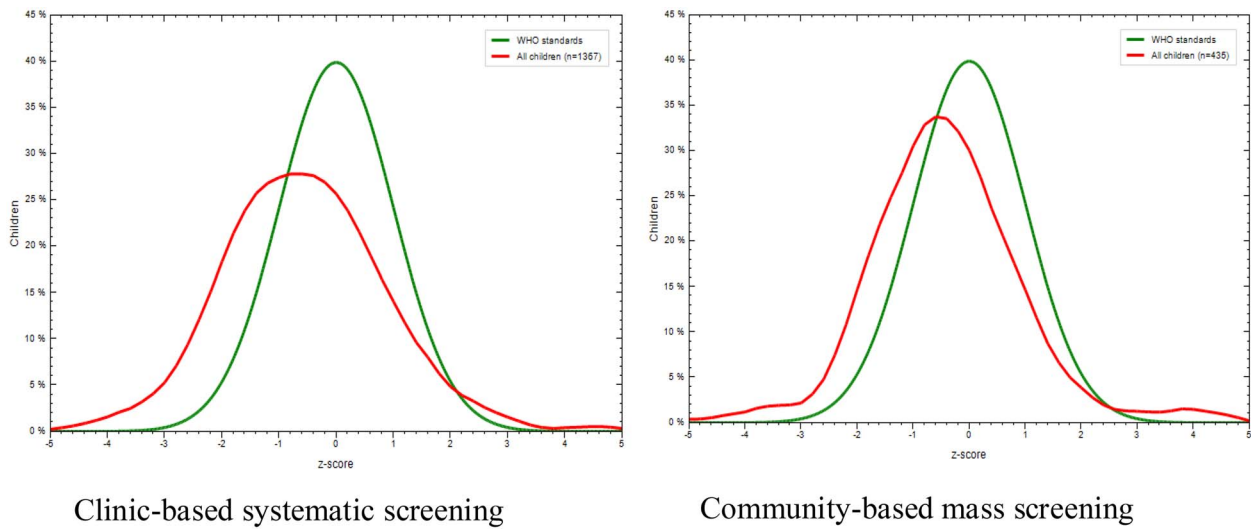 45 %
40 %
35 %
30 %
25 %
20 %
15 %
10 %
5 %
0 %
Children
-5 -4 -3 -2 -1 0 1 2 3 4 5
z-score
WHO standards
All children (n=1367)
Clinic-based systematic screening
45 %
40 %
35 %
30 %
25 %
20 %
15 %
10 %
5 %
0 %
Children
-5 -4 -3 -2 -1 0 1 2 3 4 5
z-score
WHO standards
All children (n=435)
Community-based mass screening